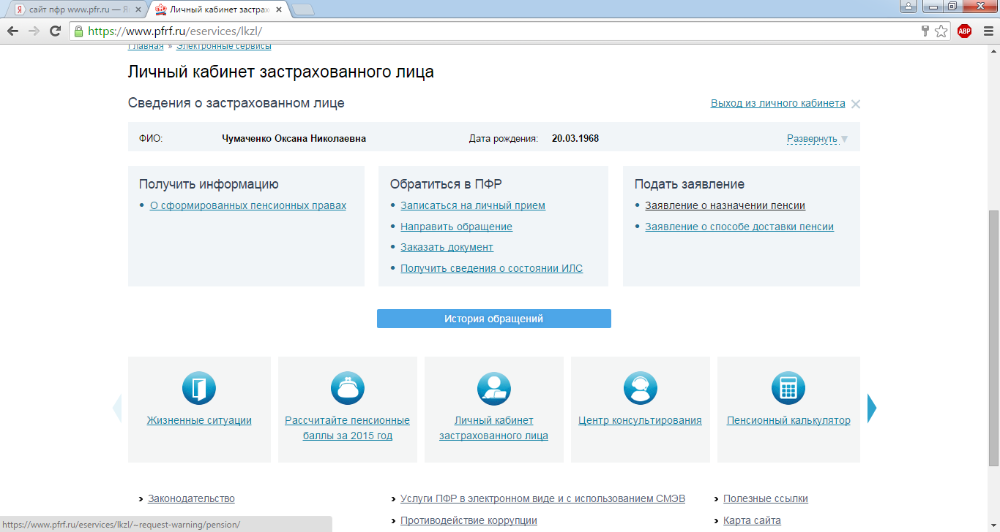 сайт пфр www.pfr.ru — Я
Личный кабинет застрахо
https://www.pfrf.ru/eservices/lkzl/
ABP
Главная » Электронные сервисы
Личный кабинет застрахованного лица
Сведения о застрахованном лице
Выход из личного кабинета
ФИО: Чумаченко Оксана Николаевна Дата рождения: 20.03.1968 Развернуть
Получить информацию
О сформированных пенсионных правах
Обратиться в ПФР
Записаться на личный прием
Направить обращение
Заказать документ
Получить сведения о состоянии ИЛС
Подать заявление
Заявление о назначении пенсии
Заявление о способе доставки пенсии
История обращений
Жизненные ситуации
Рассчитайте пенсионные
баллы за 2015 год
Личный кабинет
застрахованного лица
Центр консультирования
Пенсионный калькулятор
Законодательство
Услуги ПФР в электронном виде и с использованием СМЭВ
Полезные ссылки
Противодействие коррупции
Карта сайта
https://www.pfrf.ru/eservices/lkzl/~request-warning/pension/